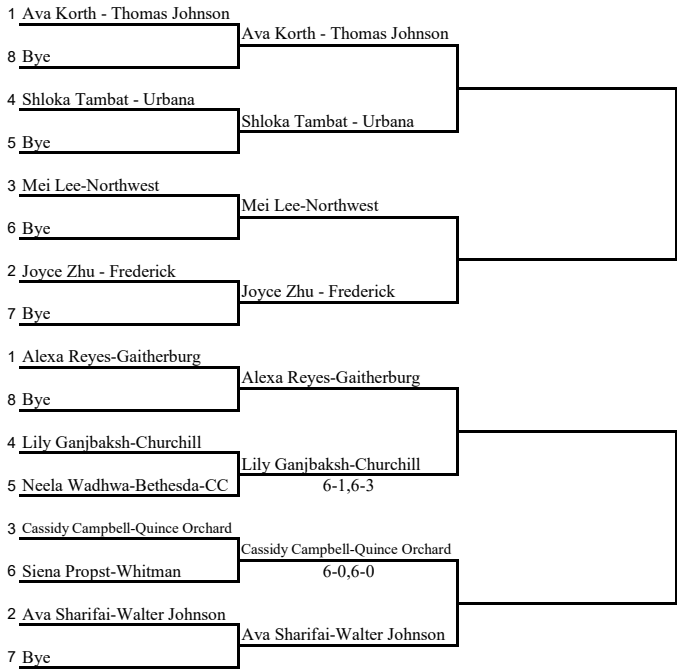 1 Ava Korth - Thomas Johnson
Ava Korth - Thomas Johnson
8 Bye
4 Shloka Tambat - Urbana
Shloka Tambat - Urbana
5 Bye
3 Mei Lee-Northwest
Mei Lee-Northwest
6 Bye
2 Joyce Zhu - Frederick
Joyce Zhu - Frederick
7 Bye
1 Alexa Reyes-Gaitherburg
Alexa Reyes-Gaitherburg
8 Bye
4 Lily Ganjbaksh-Churchill
Lily Ganjbaksh-Churchill
5 Neela Wadhwa-Bethesda-CC
6-1,6-3
3 Cassidy Campbell-Quince Orchard
Cassidy Campbell-Quince Orchard
6 Siena Propst-Whitman
6-0,6-0
2 Ava Sharifai-Walter Johnson
Ava Sharifai-Walter Johnson
7 Bye